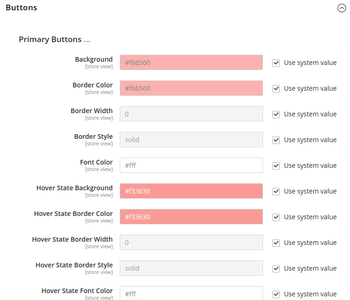 Buttons
Primary Buttons ...
Background #f66560 Use system value
[store view]
Border Color #f66560 Use system value
[store view]
Border Width 0 Use system value
[store view]
Border Style solid Use system value
[store view]
Font Color #fff Use system value
[store view]
Hover State Background #f33630 Use system value
[store view]
Hover State Border Color #f33630 Use system value
[store view]
Hover State Border Width 0 Use system value
[store view]
Hover State Border Style solid Use system value
[store view]
Hover State Font Color #fff Use system value
[store view]